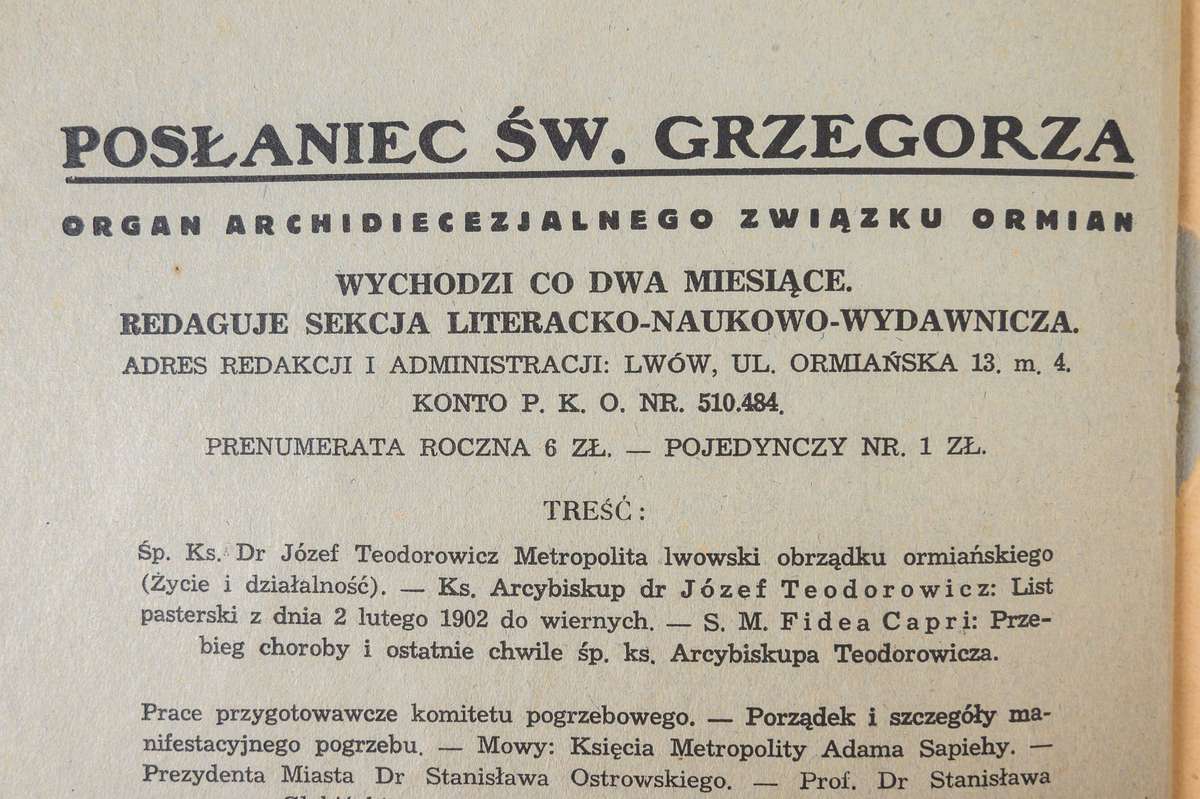 POSŁANIEC ŚW. GRZEGORZA
ORGAN ARCHIDIECEZJALNEGO ZWIĄZKU ORMIAN
WYCHODZI CO DWA MIESIĄCE.
REDAGUJE SEKCJA LITERACKO-NAUKOWO-WYDAWNICZA.
ADRES REDAKCJI I ADMINISTRACJI: LWÓW, UL. ORMIAŃSKA 13. m. 4.
KONTO P. K. O. NR. 510.484.
PRENUMERATA ROCZNA 6 ZŁ. — POJEDYNCZY NR. 1 ZŁ.
TREŚĆ:
Śp. Ks. Dr Józef Teodorowicz Metropolita lwowski obrządku ormiańskiego
(Życie i działalność). — Ks. Arcybiskup dr Józef Teodorowicz: List
pasterski z dnia 2 lutego 1902 do wiernych. — S. M. Fidea Capri: Prze-
bieg choroby i ostatnie chwile śp. ks. Arcybiskupa Teodorowicza.
Prace przygotowawcze komitetu pogrzebowego. — Porządek i szczegóły ma-
nifestacyjnego pogrzebu. — Mowy: Księcia Metropolity Adama Sapiehy. —
Prezydenta Miasta Dr Stanisława Ostrowskiego. — Prof. Dr Stanisława